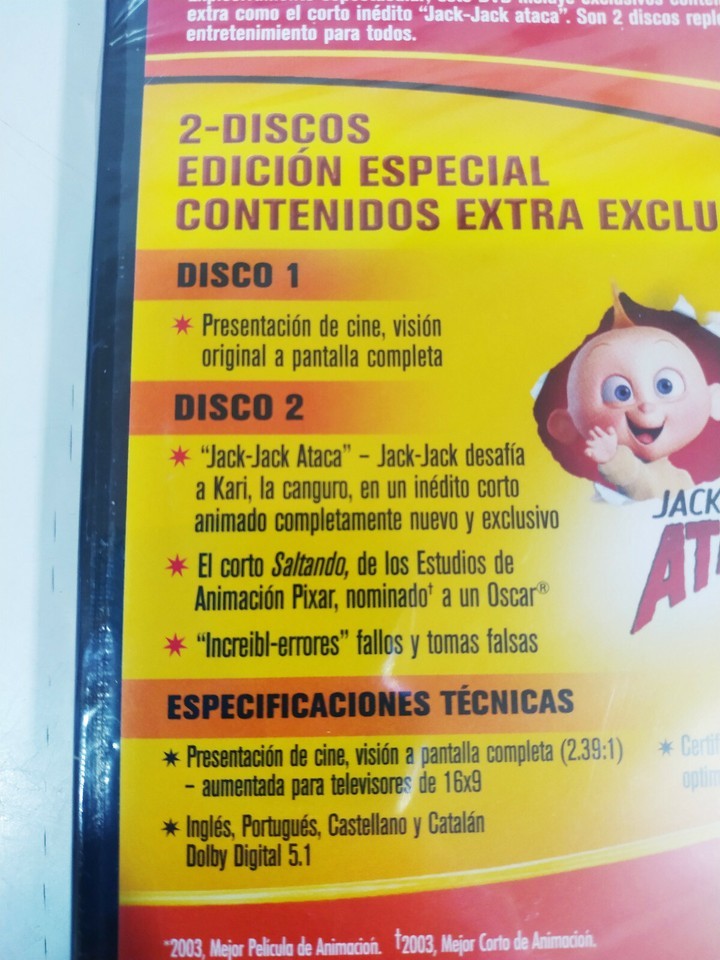 extra como el corto inédito "Jack-Jack ataca". Son 2 discos
entretenimiento para todos.
2-DISCOS
EDICIÓN ESPECIAL
CONTENIDOS EXTRA EXCLU
DISCO 1
Presentación de cine, visión
original a pantalla completa
DISCO 2
"Jack-Jack Ataca" – Jack-Jack desafía
a Kari, la canguro, en un inédito corto
animado completamente nuevo y exclusivo
El corto Saltando, de los Estudios de
Animación Pixar, nominado† a un Oscar®
"Increibl-errores" fallos y tomas falsas
JACK
AT
ESPECIFICACIONES TÉCNICAS
Presentación de cine, visión a pantalla completa (2.39:1)
– aumentada para televisores de 16x9
Inglés, Portugués, Castellano y Catalán
Dolby Digital 5.1
Certif
optim
*2003, Mejor Película de Animación. †2003, Mejor Corto de Animación.